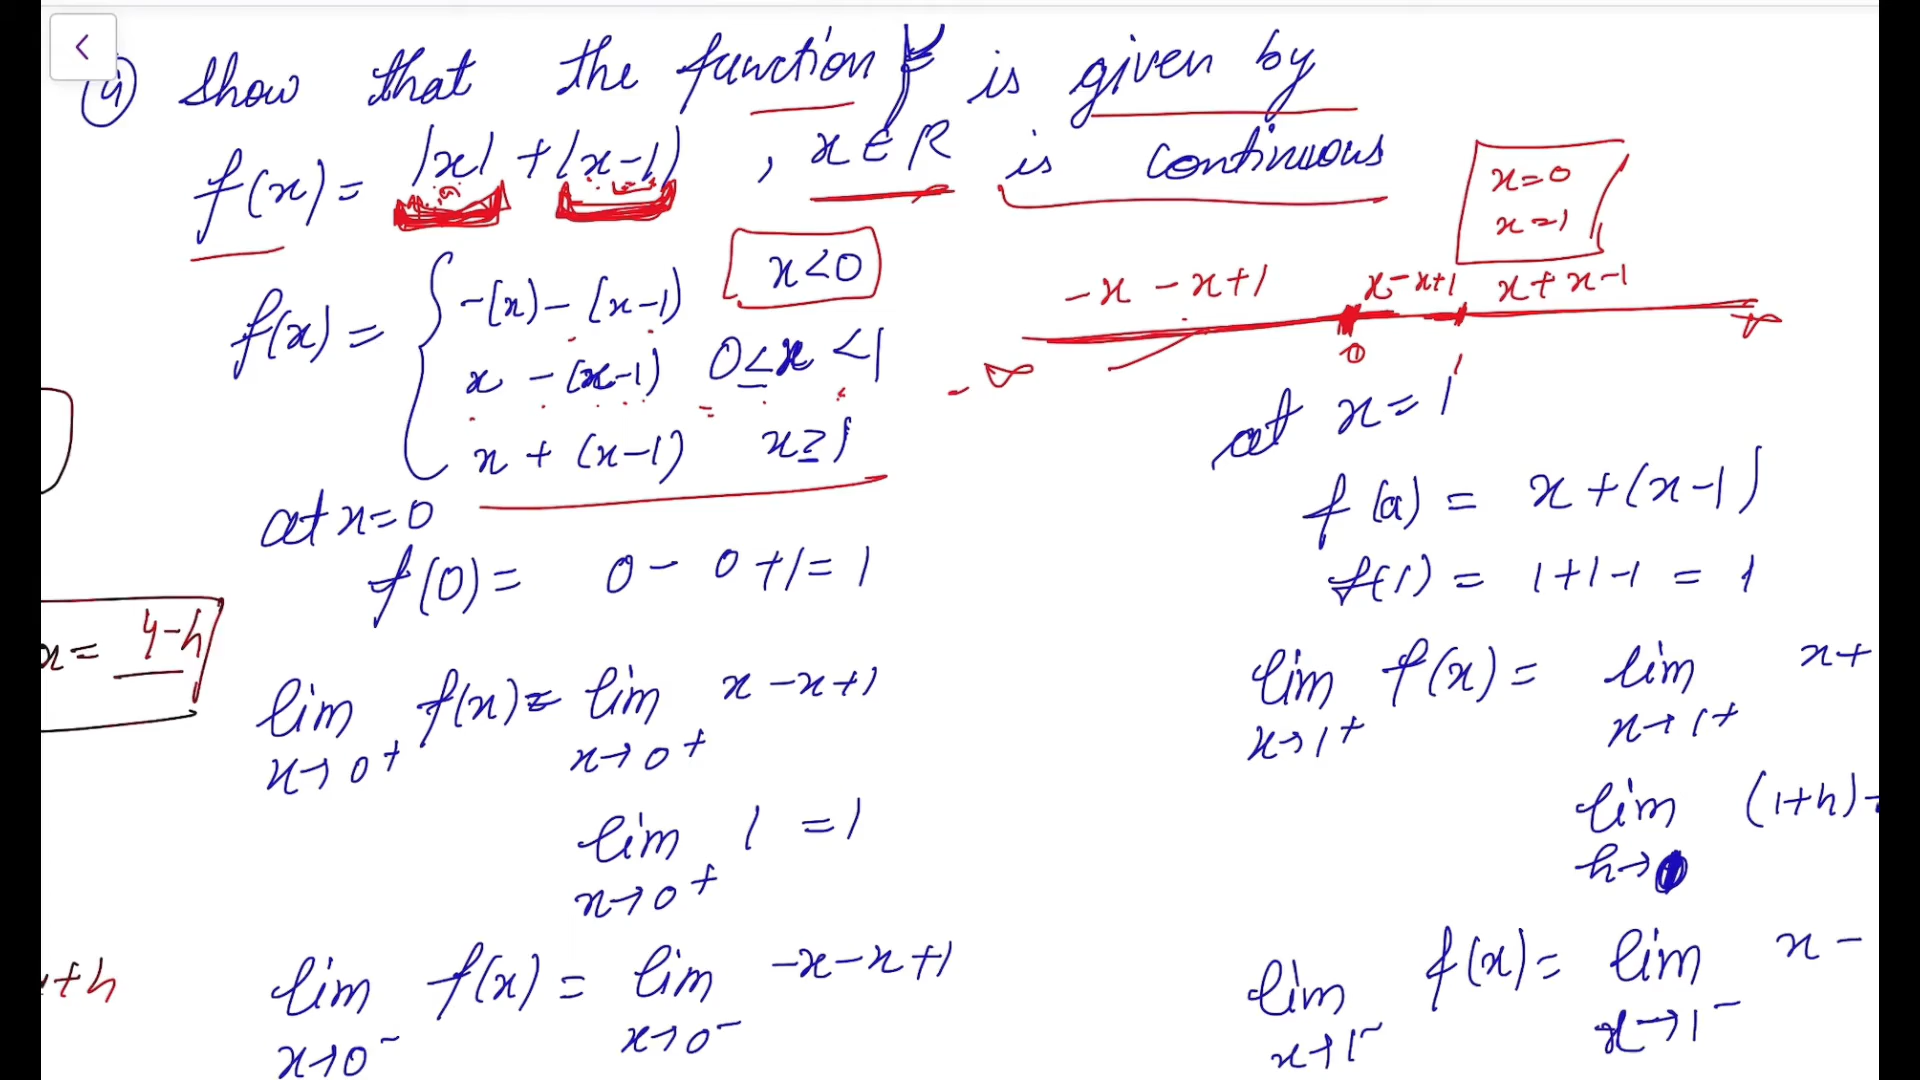 (4) Show that the function f is given by
f(x) = |x| + |x-1| , x∈R is continuous
x=0
x=1
f(x) = { -(x) - (x-1) x<0
x - (x-1) 0≤x<1
x + (x-1) x≥1
-x-x+1 x-x+1 x+x-1
-∞ 0 1
at x=0
f(0) = 0 - 0+1 = 1
lim x→0+ f(x) = lim x→0+ x-x+1
lim x→0+ 1 = 1
lim x→0- f(x) = lim x→0- -x-x+1
at x=1
f(a) = x+(x-1)
f(1) = 1+1-1 = 1
lim x→1+ f(x) = lim x→1+ x+
lim h→0 (1+h)+
lim x→1- f(x) = lim x→1- x-
x = 4-h
+h